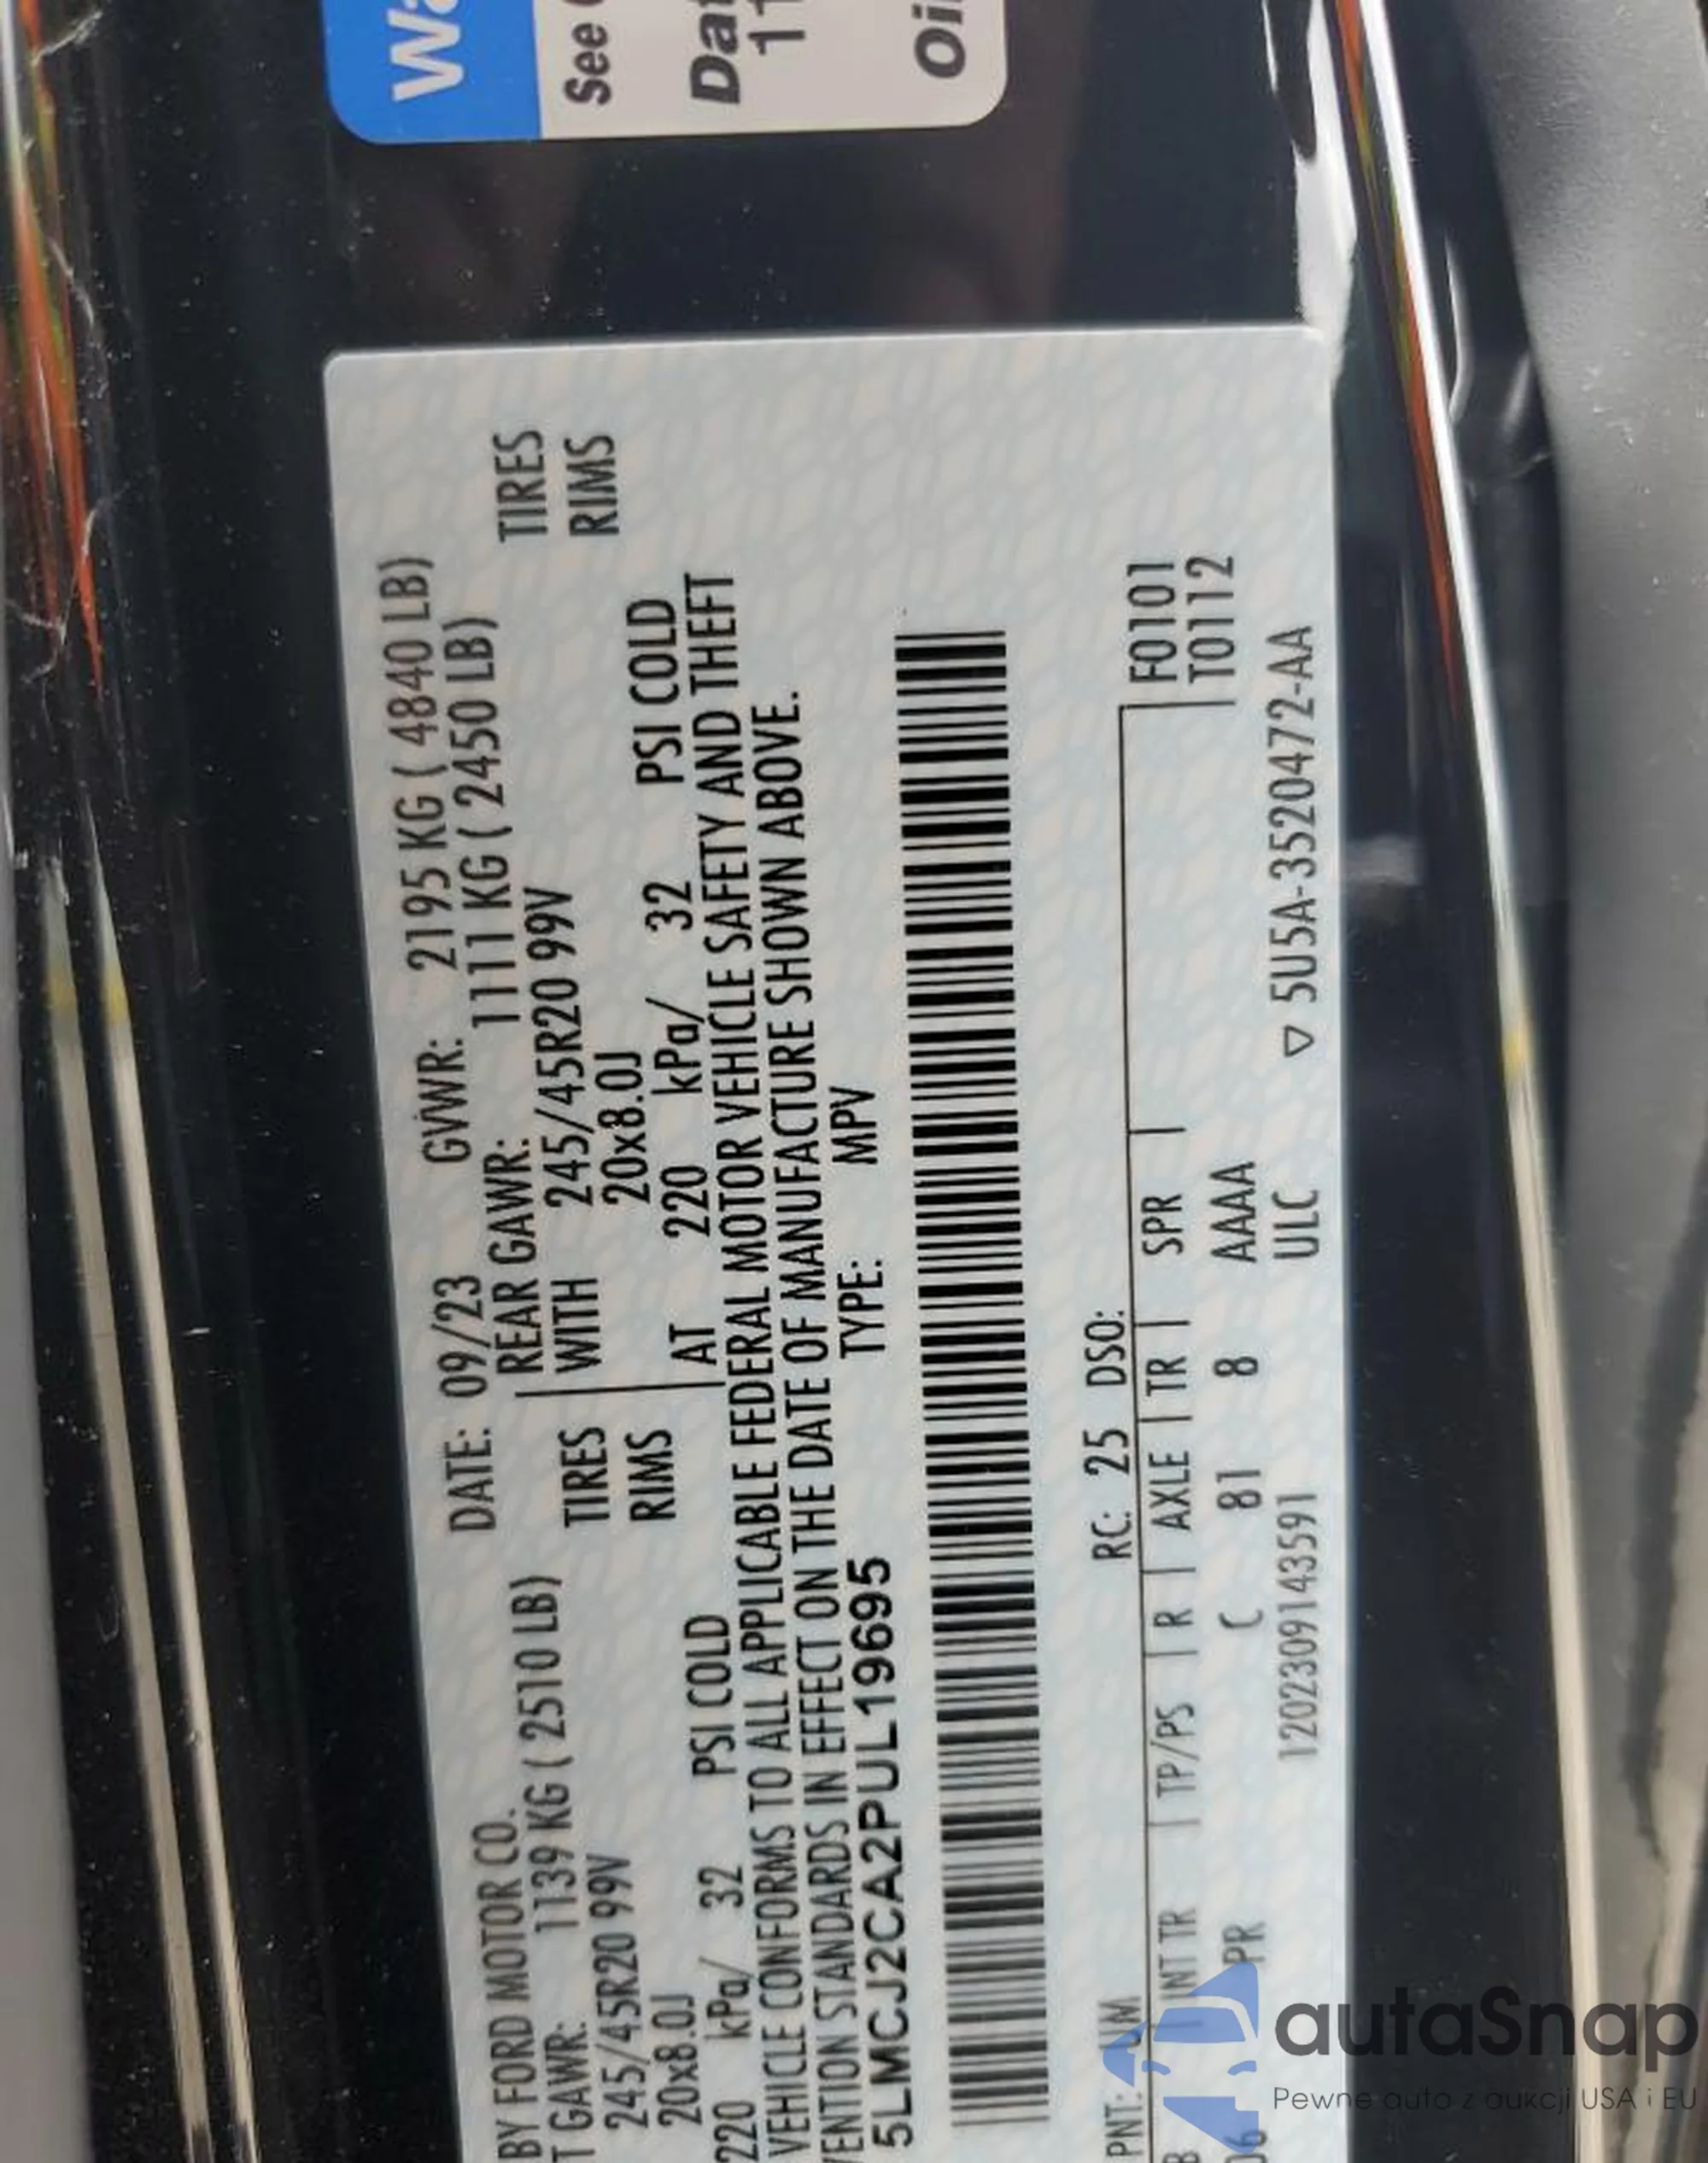 BY FORD MOTOR CO.
DATE: 09/23 GVWR: 2195 KG ( 4840 LB)
T GAWR: 1139 KG ( 2510 LB)
REAR GAWR: 1111 KG ( 2450 LB)
245/45R20 99V TIRES
WITH 245/45R20 99V TIRES
20x8.0J RIMS
20x8.0J RIMS
220 kPa/ 32 PSI COLD
AT 220 kPa/ 32 PSI COLD
VEHICLE CONFORMS TO ALL APPLICABLE FEDERAL MOTOR VEHICLE SAFETY AND THEFT
VENTION STANDARDS IN EFFECT ON THE DATE OF MANUFACTURE SHOWN ABOVE.
5LMCJ2CA2PUL19695 TYPE: MPV
PNT: UM RC: 25 DSO:
INT TR | TP/PS | R | AXLE | TR | SPR | F0101
PR C 81 8 AAAA T0112
1202309143591 ULC ▽ 5U5A-3520472-AA
Wa
See
Dat
11
Oi
autaSnap
Pewne auto z aukcji USA i EU